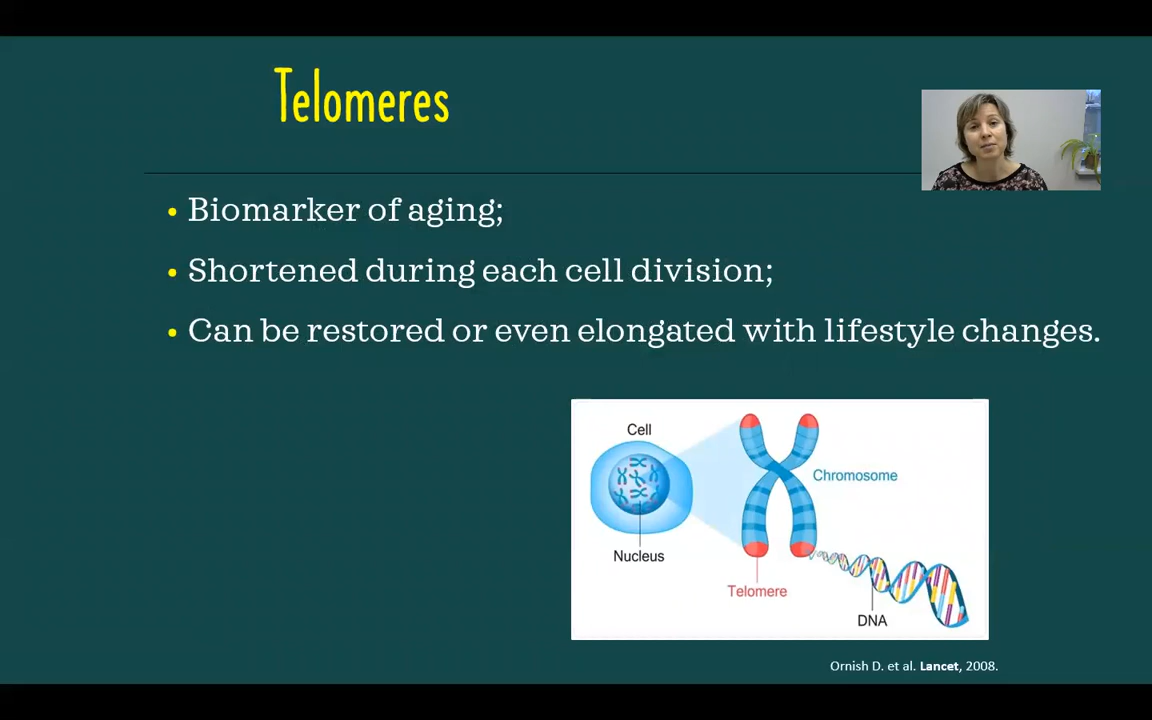 Telomeres
• Biomarker of aging;
• Shortened during each cell division;
• Can be restored or even elongated with lifestyle changes.
Cell
Chromosome
Nucleus
Telomere
DNA
Ornish D. et al. Lancet, 2008.